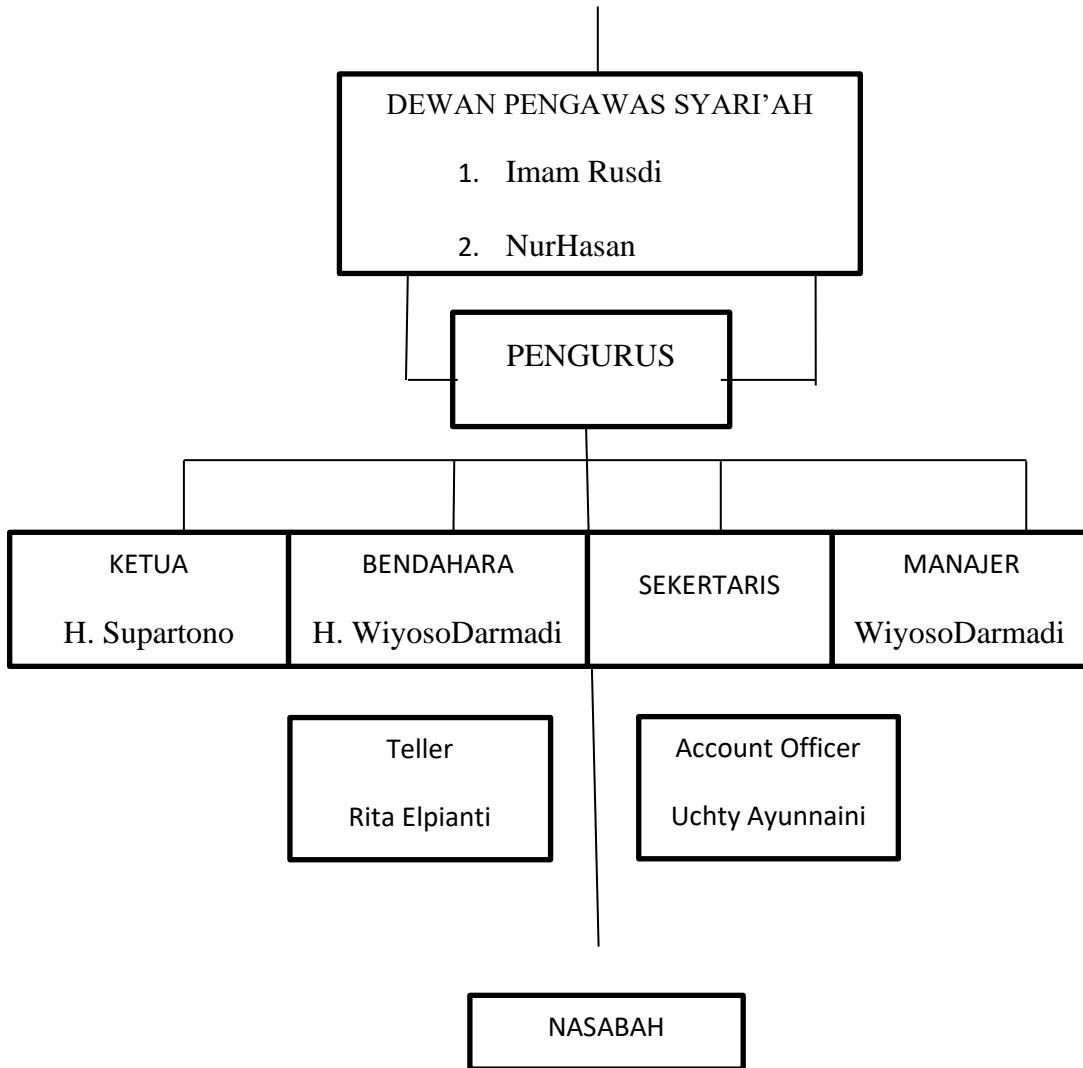 DEWAN PENGAWAS SYARI’AH
1. Imam Rusdi
2. NurHasan
PENGURUS
KETUA
H. Supartono
BENDAHARA
H. WiyosoDarmadi
SEKERTARIS
MANAJER
WiyosoDarmadi
Teller
Rita Elpianti
Account Officer
Uchty Ayunnaini
NASABAH